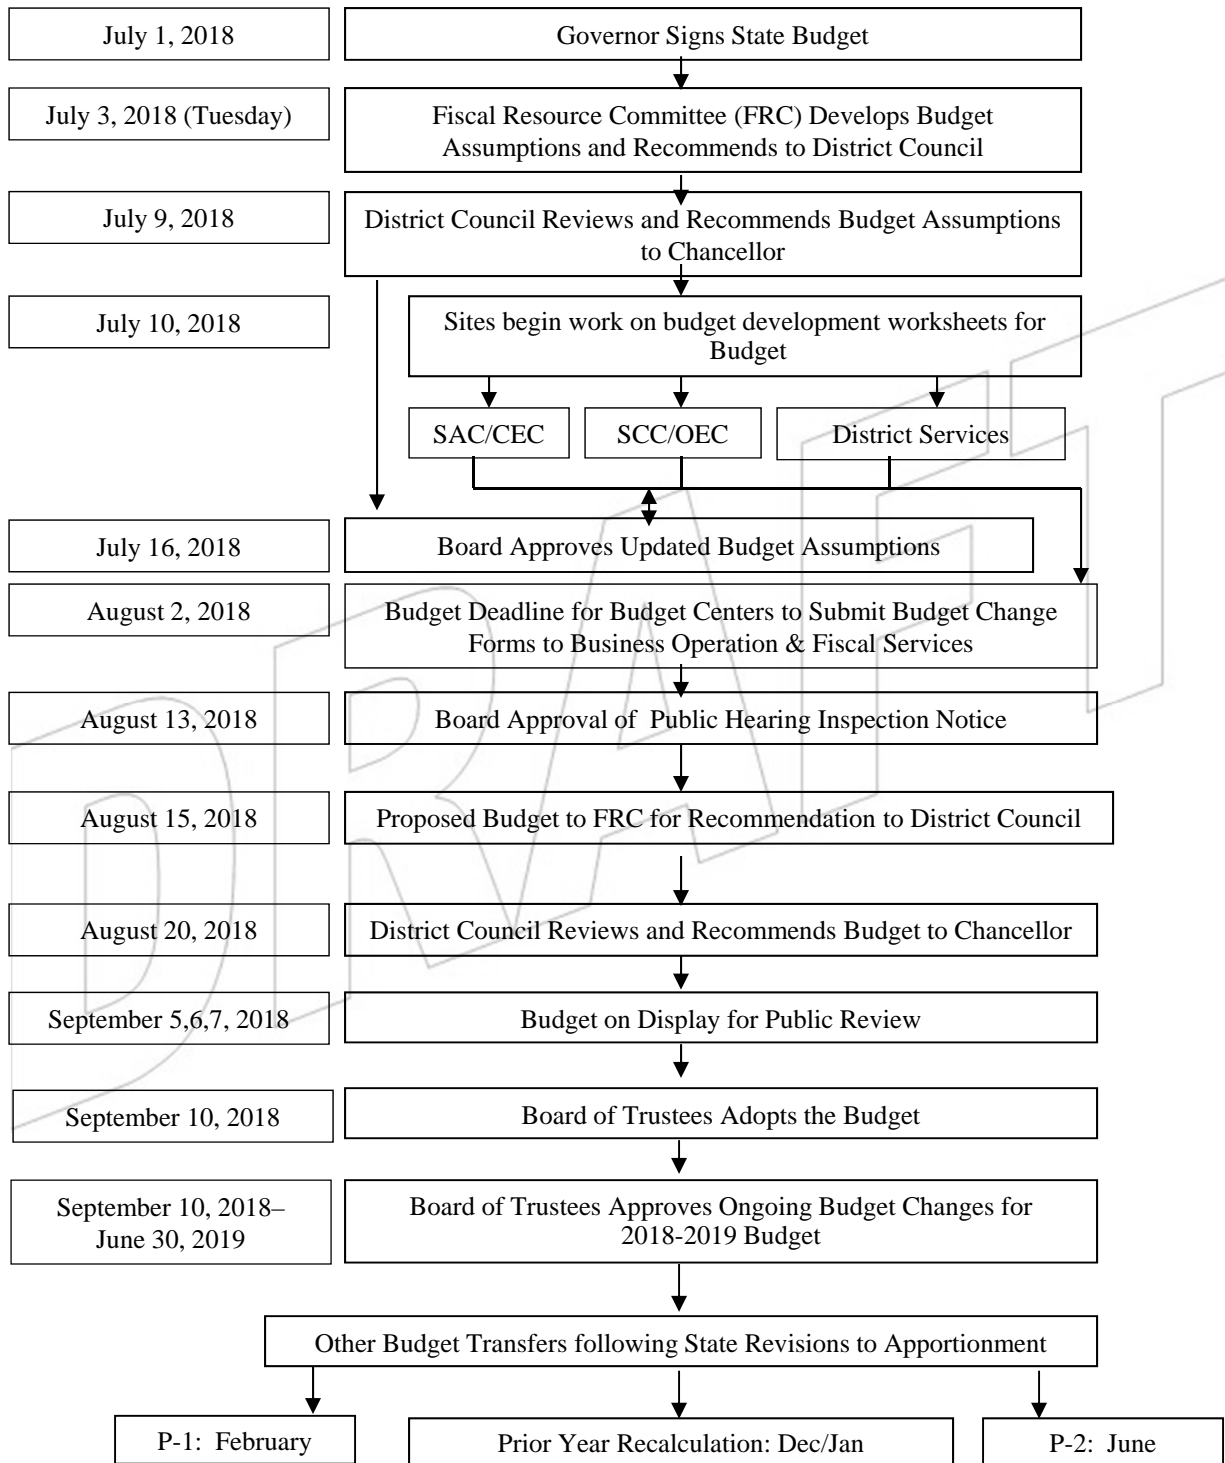 July 1, 2018
Governor Signs State Budget
July 3, 2018 (Tuesday)
Fiscal Resource Committee (FRC) Develops Budget
Assumptions and Recommends to District Council
July 9, 2018
District Council Reviews and Recommends Budget Assumptions
to Chancellor
July 10, 2018
Sites begin work on budget development worksheets for
Budget
SAC/CEC
SCC/OEC
District Services
July 16, 2018
Board Approves Updated Budget Assumptions
August 2, 2018
Budget Deadline for Budget Centers to Submit Budget Change
Forms to Business Operation & Fiscal Services
August 13, 2018
Board Approval of  Public Hearing Inspection Notice
August 15, 2018
Proposed Budget to FRC for Recommendation to District Council
August 20, 2018
District Council Reviews and Recommends Budget to Chancellor
September 5,6,7, 2018
Budget on Display for Public Review
September 10, 2018
Board of Trustees Adopts the Budget
September 10, 2018–
June 30, 2019
Board of Trustees Approves Ongoing Budget Changes for
2018-2019 Budget
Other Budget Transfers following State Revisions to Apportionment
P-1:  February
Prior Year Recalculation: Dec/Jan
P-2:  June
DRAFT